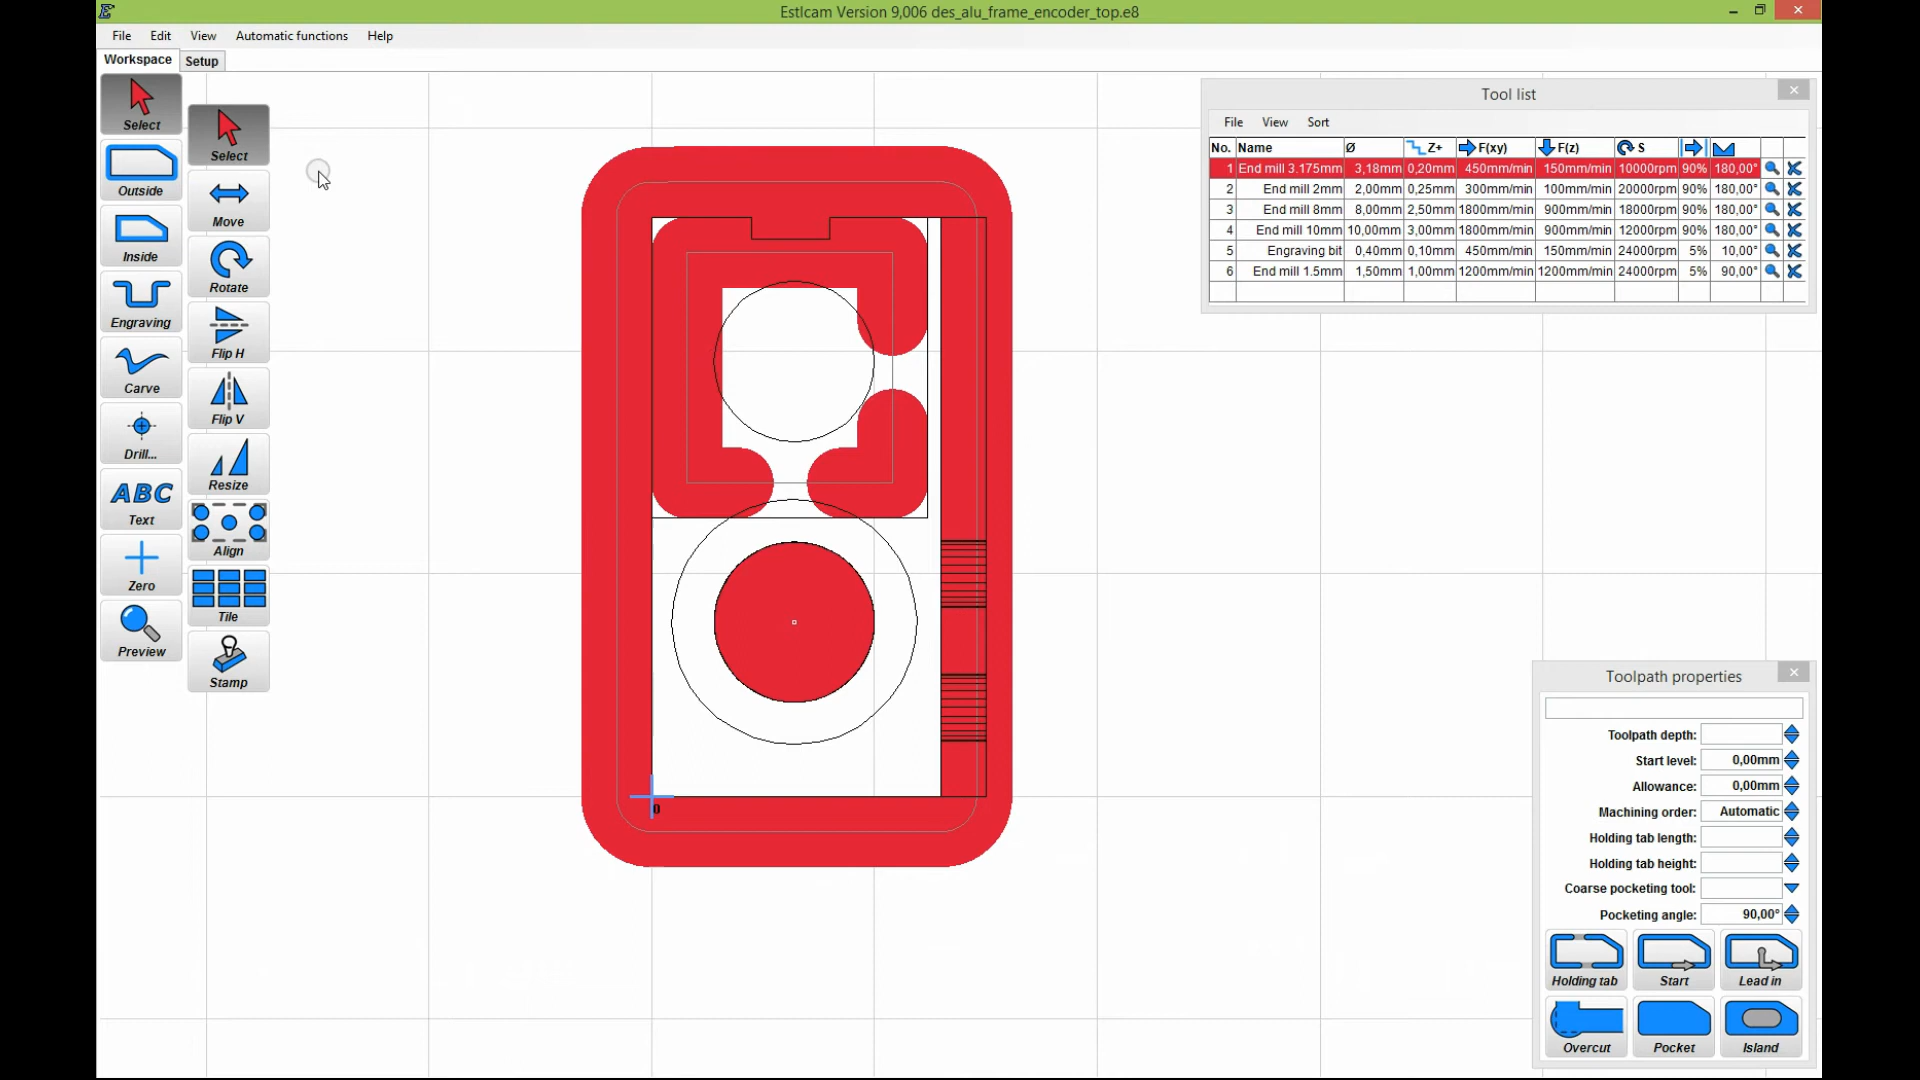 Estlcam Version 9,006 des_alu_frame_encoder_top.e8
File Edit View Automatic functions Help
Workspace Setup
Select
Outside
Inside
Engraving
Carve
Drill...
ABC
Text
Zero
Preview
Select
Move
Rotate
Flip H
Flip V
Resize
Align
Tile
Stamp
0
Tool list
File View Sort
No. Name Ø Z+ F(xy) F(z) S
1 End mill 3.175mm 3,18mm 0,20mm 450mm/min 150mm/min 10000rpm 90% 180,00°
2 End mill 2mm 2,00mm 0,25mm 300mm/min 100mm/min 20000rpm 90% 180,00°
3 End mill 8mm 8,00mm 2,50mm 1800mm/min 900mm/min 18000rpm 90% 180,00°
4 End mill 10mm 10,00mm 3,00mm 1800mm/min 900mm/min 12000rpm 90% 180,00°
5 Engraving bit 0,40mm 0,10mm 450mm/min 150mm/min 24000rpm 5% 10,00°
6 End mill 1.5mm 1,50mm 1,00mm 1200mm/min 1200mm/min 24000rpm 5% 90,00°
Toolpath properties
Toolpath depth:
Start level: 0,00mm
Allowance: 0,00mm
Machining order: Automatic
Holding tab length:
Holding tab height:
Coarse pocketing tool:
Pocketing angle: 90,00°
Holding tab Start Lead in
Overcut Pocket Island